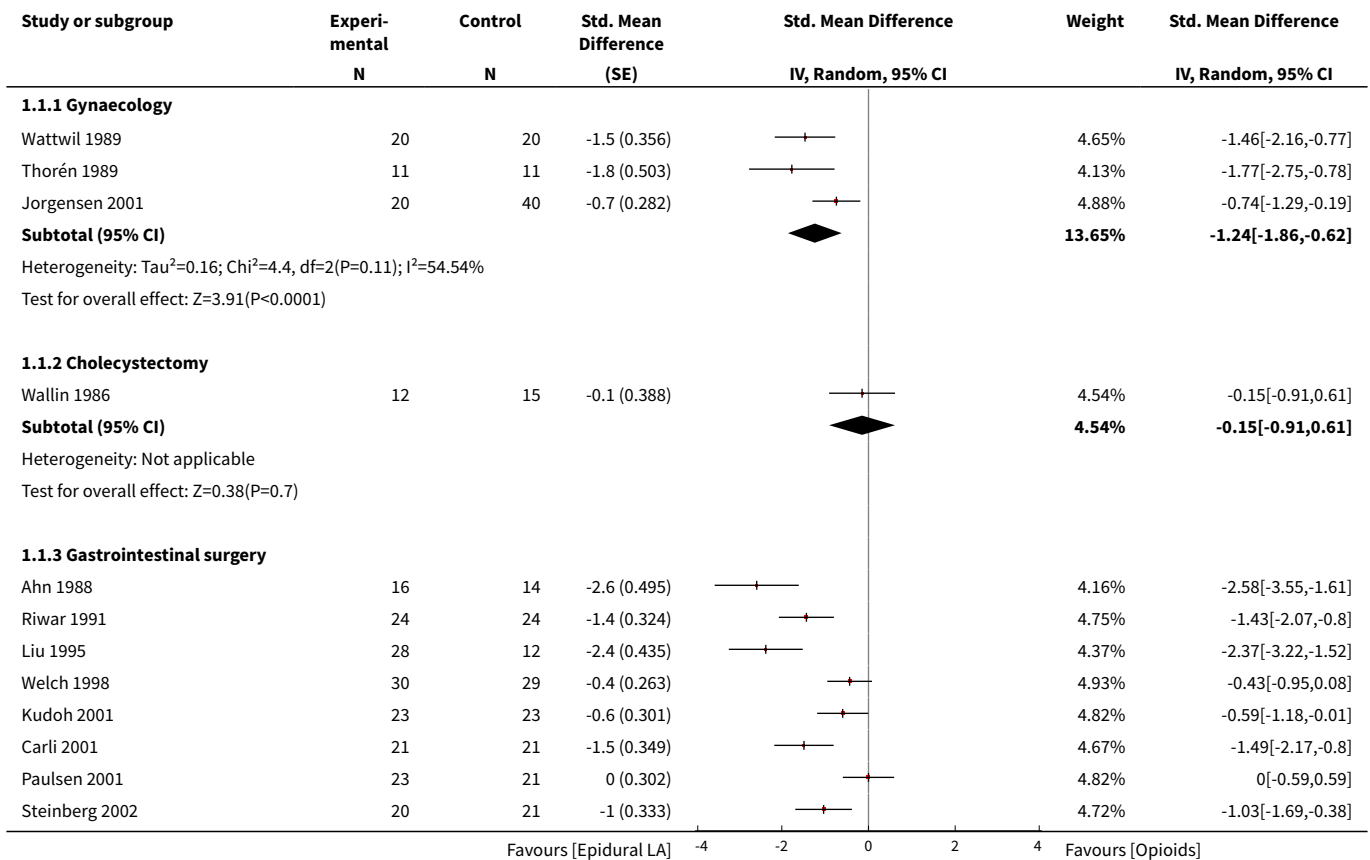 Study or subgroup Experi- Control Std. Mean Std. Mean Difference Weight Std. Mean Difference
mental Difference
N N (SE) IV, Random, 95% CI IV, Random, 95% CI
1.1.1 Gynaecology
Wattwil 1989 20 20 -1.5 (0.356) 4.65% -1.46[-2.16,-0.77]
Thorén 1989 11 11 -1.8 (0.503) 4.13% -1.77[-2.75,-0.78]
Jorgensen 2001 20 40 -0.7 (0.282) 4.88% -0.74[-1.29,-0.19]
Subtotal (95% CI) 13.65% -1.24[-1.86,-0.62]
Heterogeneity: Tau²=0.16; Chi²=4.4, df=2(P=0.11); I²=54.54%
Test for overall effect: Z=3.91(P<0.0001)
1.1.2 Cholecystectomy
Wallin 1986 12 15 -0.1 (0.388) 4.54% -0.15[-0.91,0.61]
Subtotal (95% CI) 4.54% -0.15[-0.91,0.61]
Heterogeneity: Not applicable
Test for overall effect: Z=0.38(P=0.7)
1.1.3 Gastrointestinal surgery
Ahn 1988 16 14 -2.6 (0.495) 4.16% -2.58[-3.55,-1.61]
Riwar 1991 24 24 -1.4 (0.324) 4.75% -1.43[-2.07,-0.8]
Liu 1995 28 12 -2.4 (0.435) 4.37% -2.37[-3.22,-1.52]
Welch 1998 30 29 -0.4 (0.263) 4.93% -0.43[-0.95,0.08]
Kudoh 2001 23 23 -0.6 (0.301) 4.82% -0.59[-1.18,-0.01]
Carli 2001 21 21 -1.5 (0.349) 4.67% -1.49[-2.17,-0.8]
Paulsen 2001 23 21 0 (0.302) 4.82% 0[-0.59,0.59]
Steinberg 2002 20 21 -1 (0.333) 4.72% -1.03[-1.69,-0.38]
Favours [Epidural LA] -4 -2 0 2 4 Favours [Opioids]